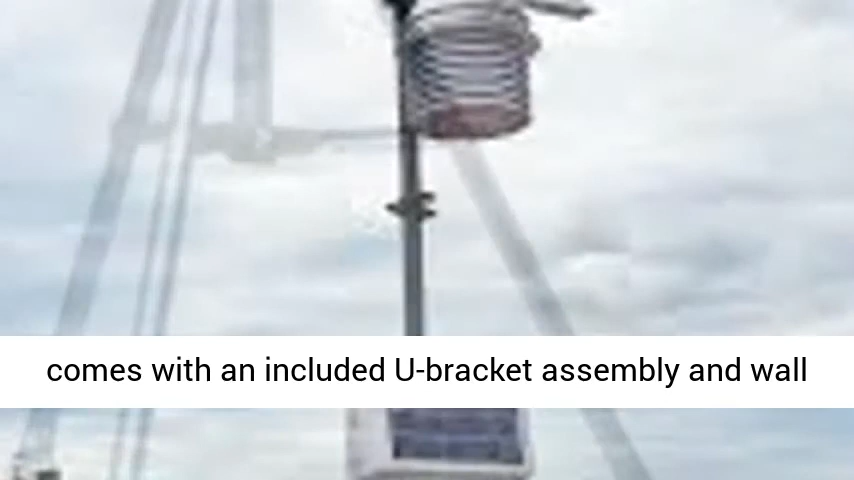 comes with an included U-bracket assembly and wall